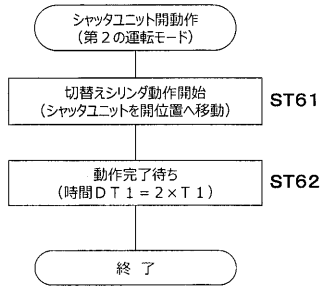 シャッタユニット開動作
(第2の運転モード)
切替えシリンダ動作開始
(シャッタユニットを開位置へ移動)
ST61
動作完了待ち
(時間DT1=2×T1)
ST62
終 了